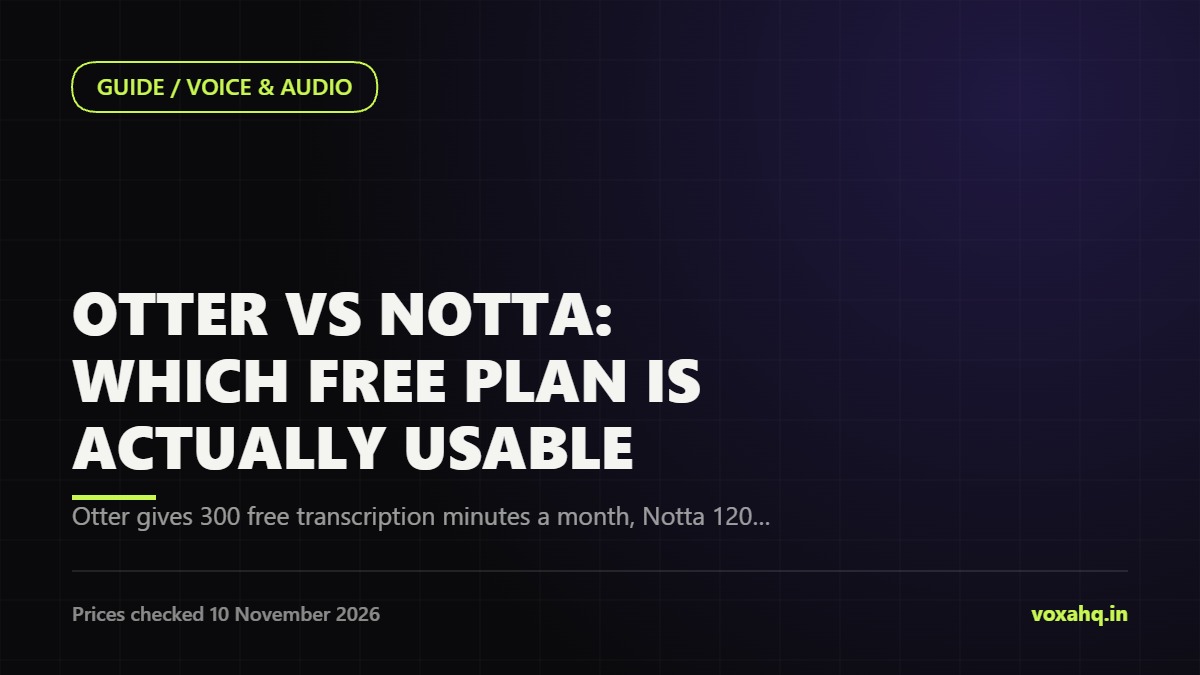 GUIDE / VOICE & AUDIO
OTTER VS NOTTA:
WHICH FREE PLAN IS
ACTUALLY USABLE
Otter gives 300 free transcription minutes a month, Notta 120...
Prices checked 10 November 2026
voxahq.in